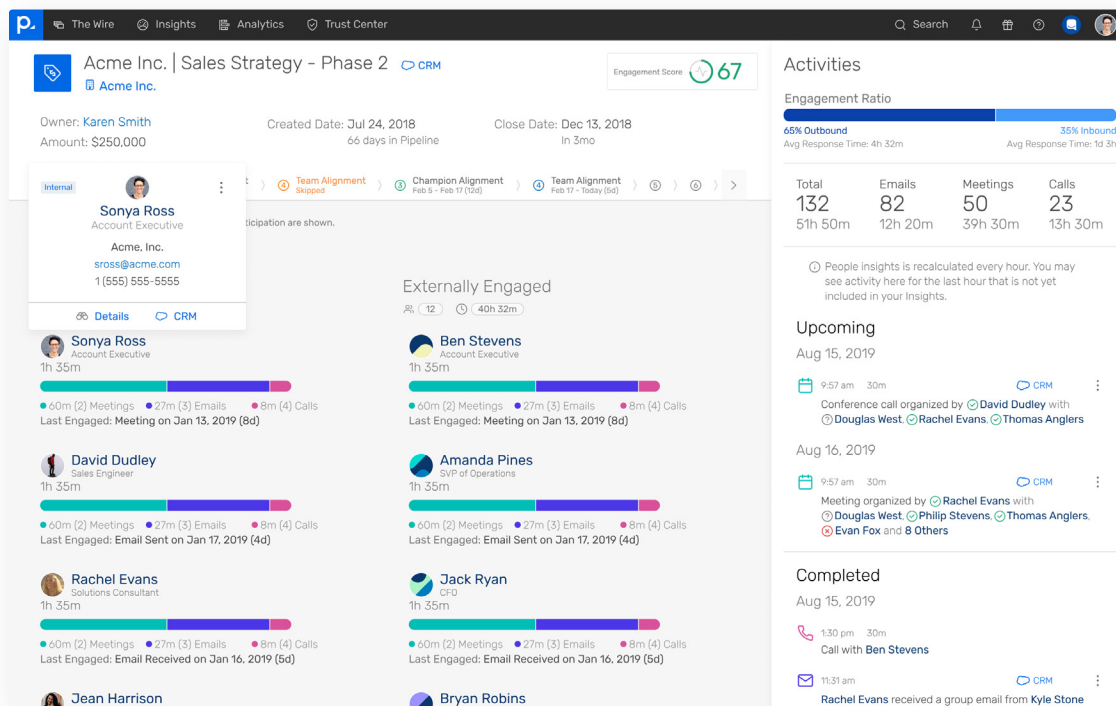 p.
The Wire
Insights
Analytics
Trust Center
Search
Acme Inc. | Sales Strategy - Phase 2
CRM
Acme Inc.
Engagement Score
67
Owner: Karen Smith
Amount: $250,000
Created Date: Jul 24, 2018
66 days in Pipeline
Close Date: Dec 13, 2018
In 3mo
t
4
Team Alignment
Skipped
3
Champion Alignment
Feb 5 - Feb 17 (12d)
4
Team Alignment
Feb 17 - Today (5d)
5
6
Internal
Sonya Ross
Account Executive
Acme, Inc.
sross@acme.com
1 (555) 555-5555
Details
CRM
ticipation are shown.
Externally Engaged
12
40h 32m
Sonya Ross
Account Executive
1h 35m
60m (2) Meetings
27m (3) Emails
8m (4) Calls
Last Engaged: Meeting on Jan 13, 2019 (8d)
David Dudley
Sales Engineer
1h 35m
60m (2) Meetings
27m (3) Emails
8m (4) Calls
Last Engaged: Email Sent on Jan 17, 2019 (4d)
Rachel Evans
Solutions Consultant
1h 35m
60m (2) Meetings
27m (3) Emails
8m (4) Calls
Last Engaged: Email Received on Jan 16, 2019 (5d)
Jean Harrison
Ben Stevens
Account Executive
1h 35m
60m (2) Meetings
27m (3) Emails
8m (4) Calls
Last Engaged: Meeting on Jan 13, 2019 (8d)
Amanda Pines
SVP of Operations
1h 35m
60m (2) Meetings
27m (3) Emails
8m (4) Calls
Last Engaged: Email Sent on Jan 17, 2019 (4d)
Jack Ryan
CFO
1h 35m
60m (2) Meetings
27m (3) Emails
8m (4) Calls
Last Engaged: Email Received on Jan 16, 2019 (5d)
Bryan Robins
Activities
Engagement Ratio
65% Outbound
35% Inbound
Avg Response Time: 4h 32m
Avg Response Time: 1d 3h
Total
132
51h 50m
Emails
82
12h 20m
Meetings
50
39h 30m
Calls
23
13h 30m
People insights is recalculated every hour. You may
see activity here for the last hour that is not yet
included in your Insights.
Upcoming
Aug 15, 2019
9:57 am 30m
CRM
Conference call organized by David Dudley with
Douglas West, Rachel Evans, Thomas Anglers
Aug 16, 2019
9:57 am 30m
CRM
Meeting organized by Rachel Evans with
Douglas West, Philip Stevens, Thomas Anglers,
Evan Fox and 8 Others
Completed
Aug 15, 2019
1:30 pm 30m
Call with Ben Stevens
11:31 am
CRM
Rachel Evans received a group email from Kyle Stone